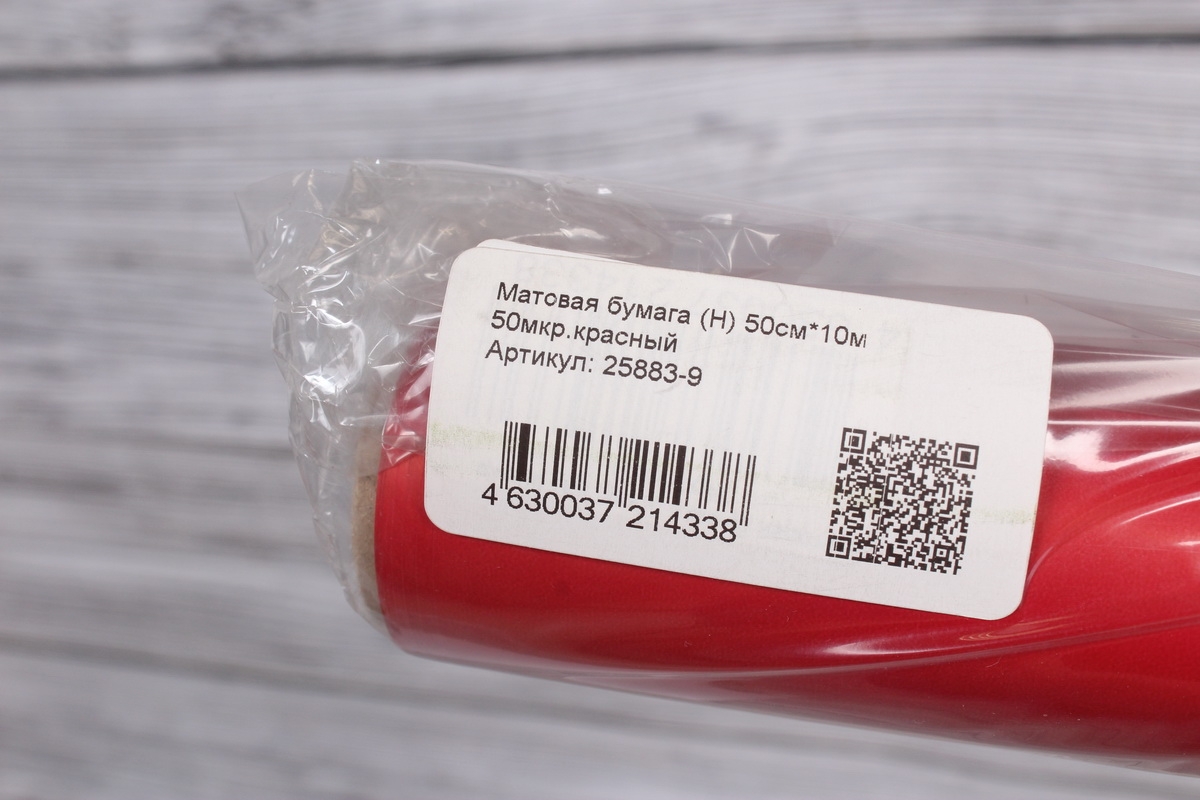 Матовая бумага (Н) 50см*10м
50мкр.красный
Артикул: 25883-9
4 630037 214338